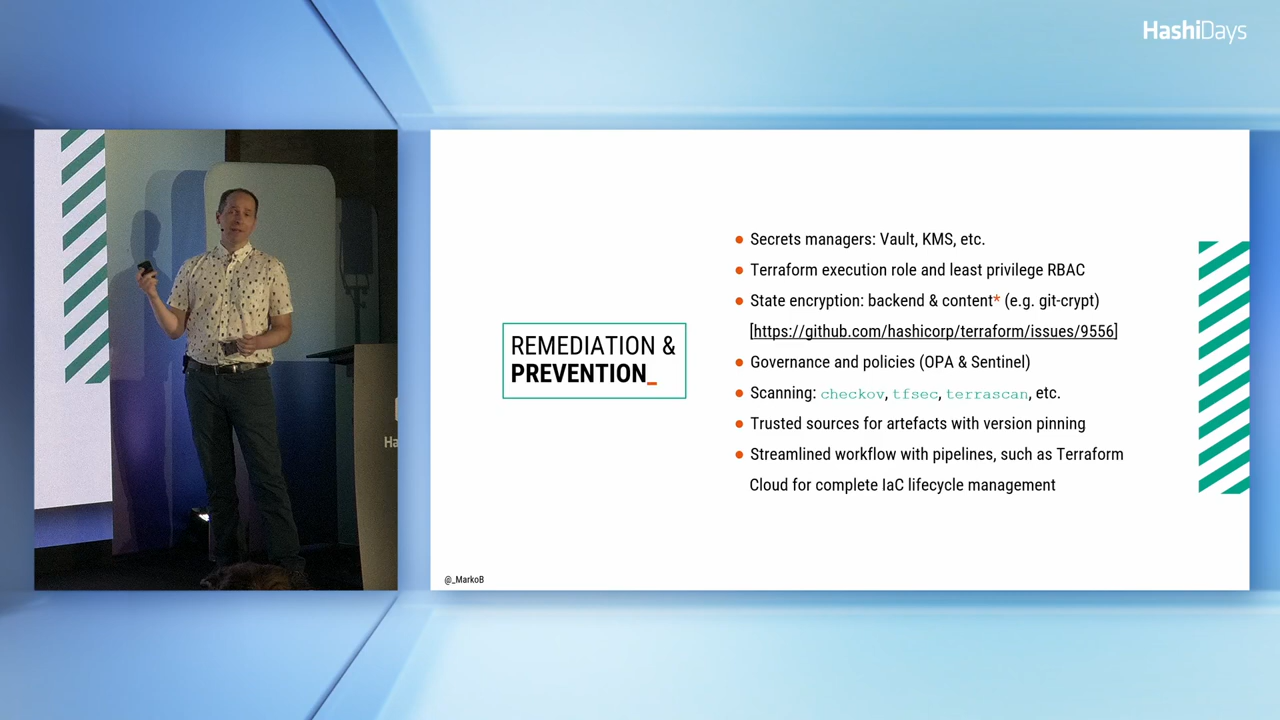 HashiDays
REMEDIATION &
PREVENTION_
● Secrets managers: Vault, KMS, etc.
● Terraform execution role and least privilege RBAC
● State encryption: backend & content* (e.g. git-crypt)
[https://github.com/hashicorp/terraform/issues/9556]
● Governance and policies (OPA & Sentinel)
● Scanning: checkov, tfsec, terrascan, etc.
● Trusted sources for artefacts with version pinning
● Streamlined workflow with pipelines, such as Terraform
Cloud for complete IaC lifecycle management
@_MarkoB
Ha